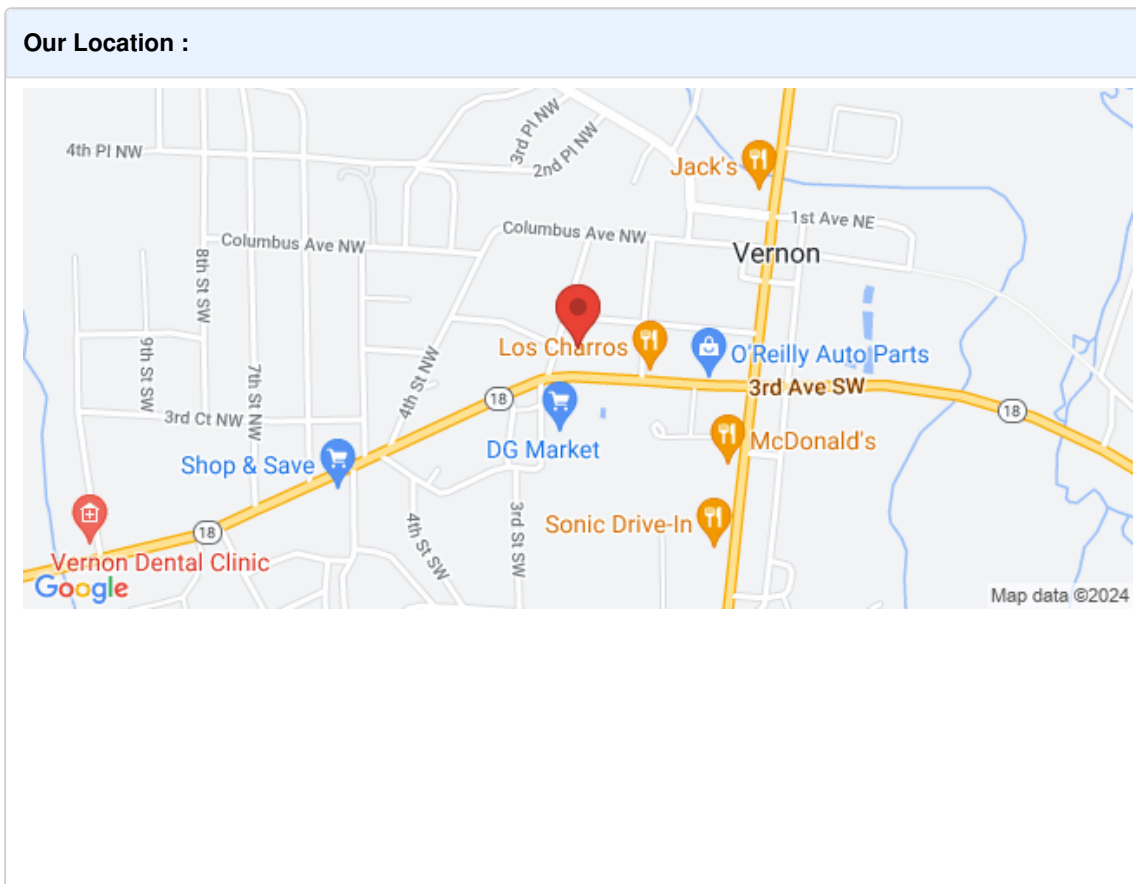 Our Location :
3rd Pl NW
4th Pl NW
2nd Pl NW
Jack's
1st Ave NE
Columbus Ave NW
Columbus Ave NW
Vernon
8th St SW
9th St SW
7th St NW
4th St NW
Los Charros
O'Reilly Auto Parts
3rd Ave SW
18
18
3rd Ct NW
DG Market
McDonald's
Shop & Save
Sonic Drive-In
18
4th St SW
3rd St SW
Vernon Dental Clinic
Google
Map data ©2024